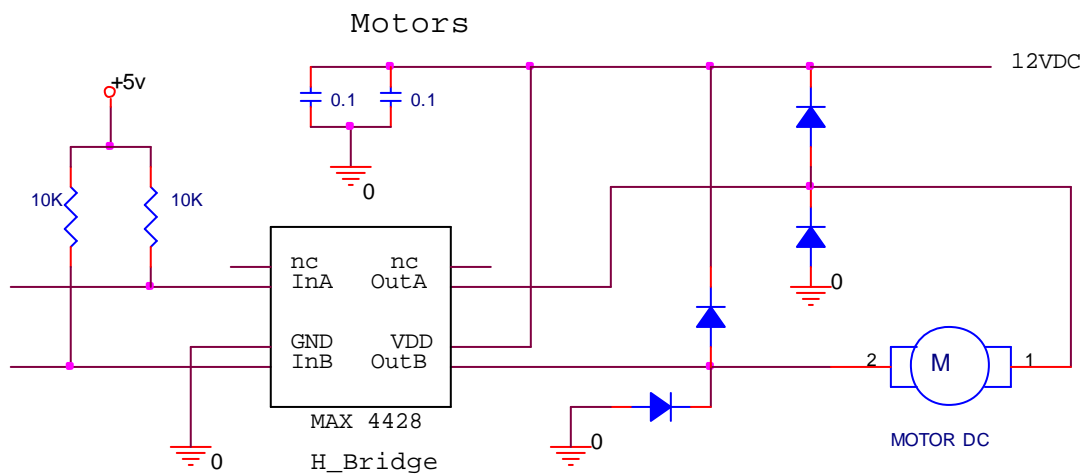 Motors
12VDC
+5v
0.1 0.1
0
10K 10K
nc nc
InA OutA
0
GND VDD
InB OutB
2 M 1
MAX 4428
0 0
MOTOR DC
H_Bridge